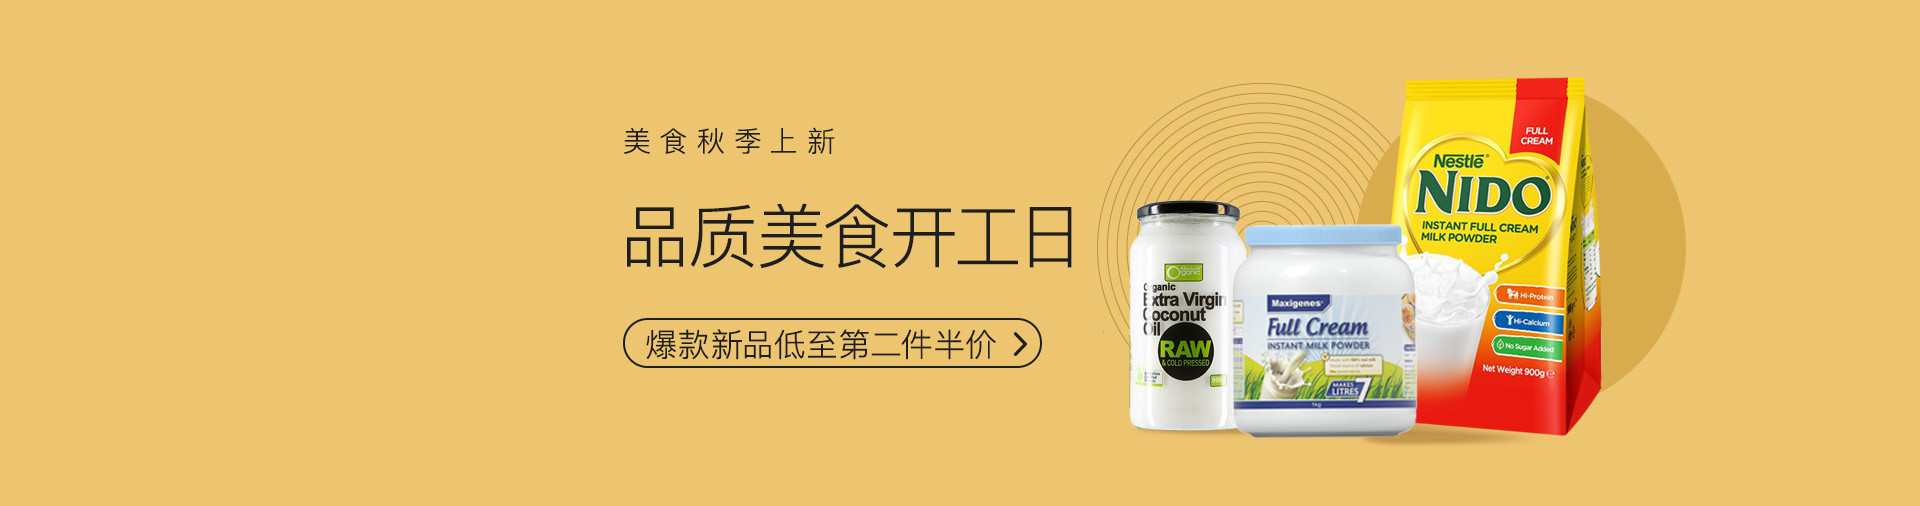 美食秋季上新
品质美食开工日
爆款新品低至第二件半价
Organic
Extra Virgin
Coconut
Oil
RAW
& COLD PRESSED
Maxigenes
Full Cream
INSTANT MILK POWDER
MAKES
7
LITRES
1kg
FULL
CREAM
Nestlé
NIDO
INSTANT FULL CREAM
MILK POWDER
Hi-Protein
Hi-Calcium
No Sugar Added
Net Weight 900g e